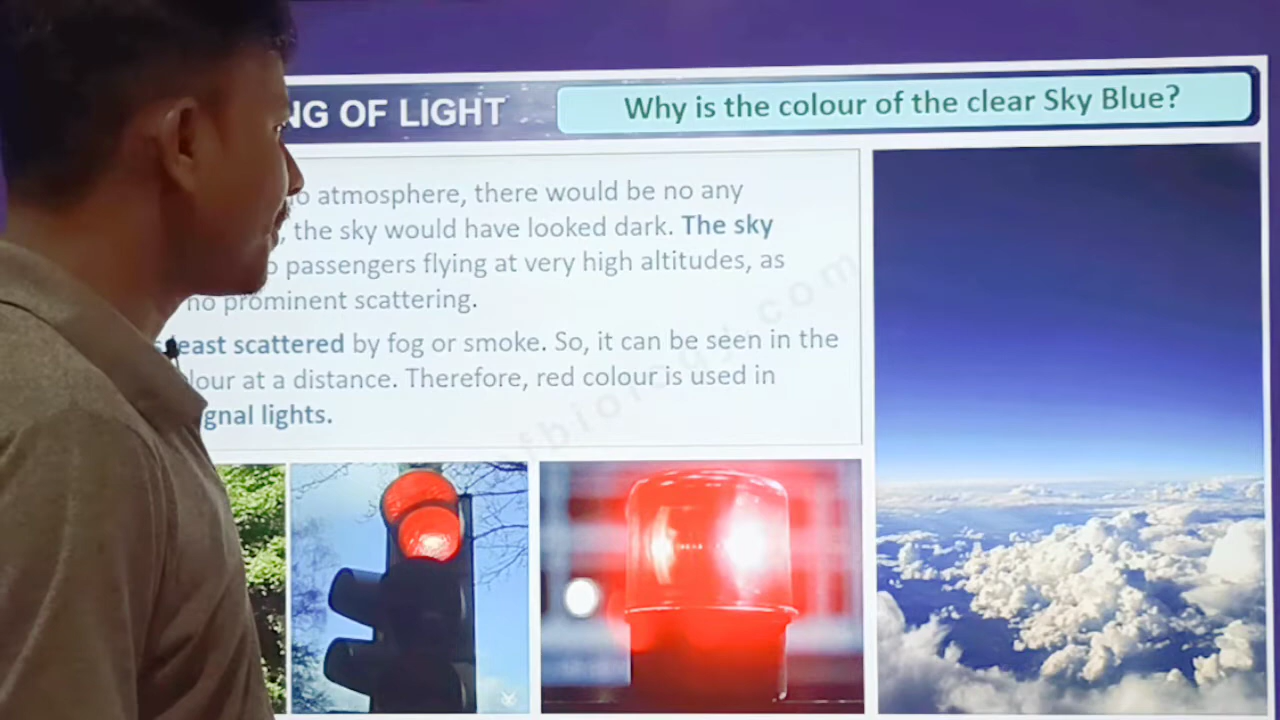 NG OF LIGHT
Why is the colour of the clear Sky Blue?
o atmosphere, there would be no any
, the sky would have looked dark. The sky
o passengers flying at very high altitudes, as
no prominent scattering.
least scattered by fog or smoke. So, it can be seen in the
lour at a distance. Therefore, red colour is used in
gnal lights.